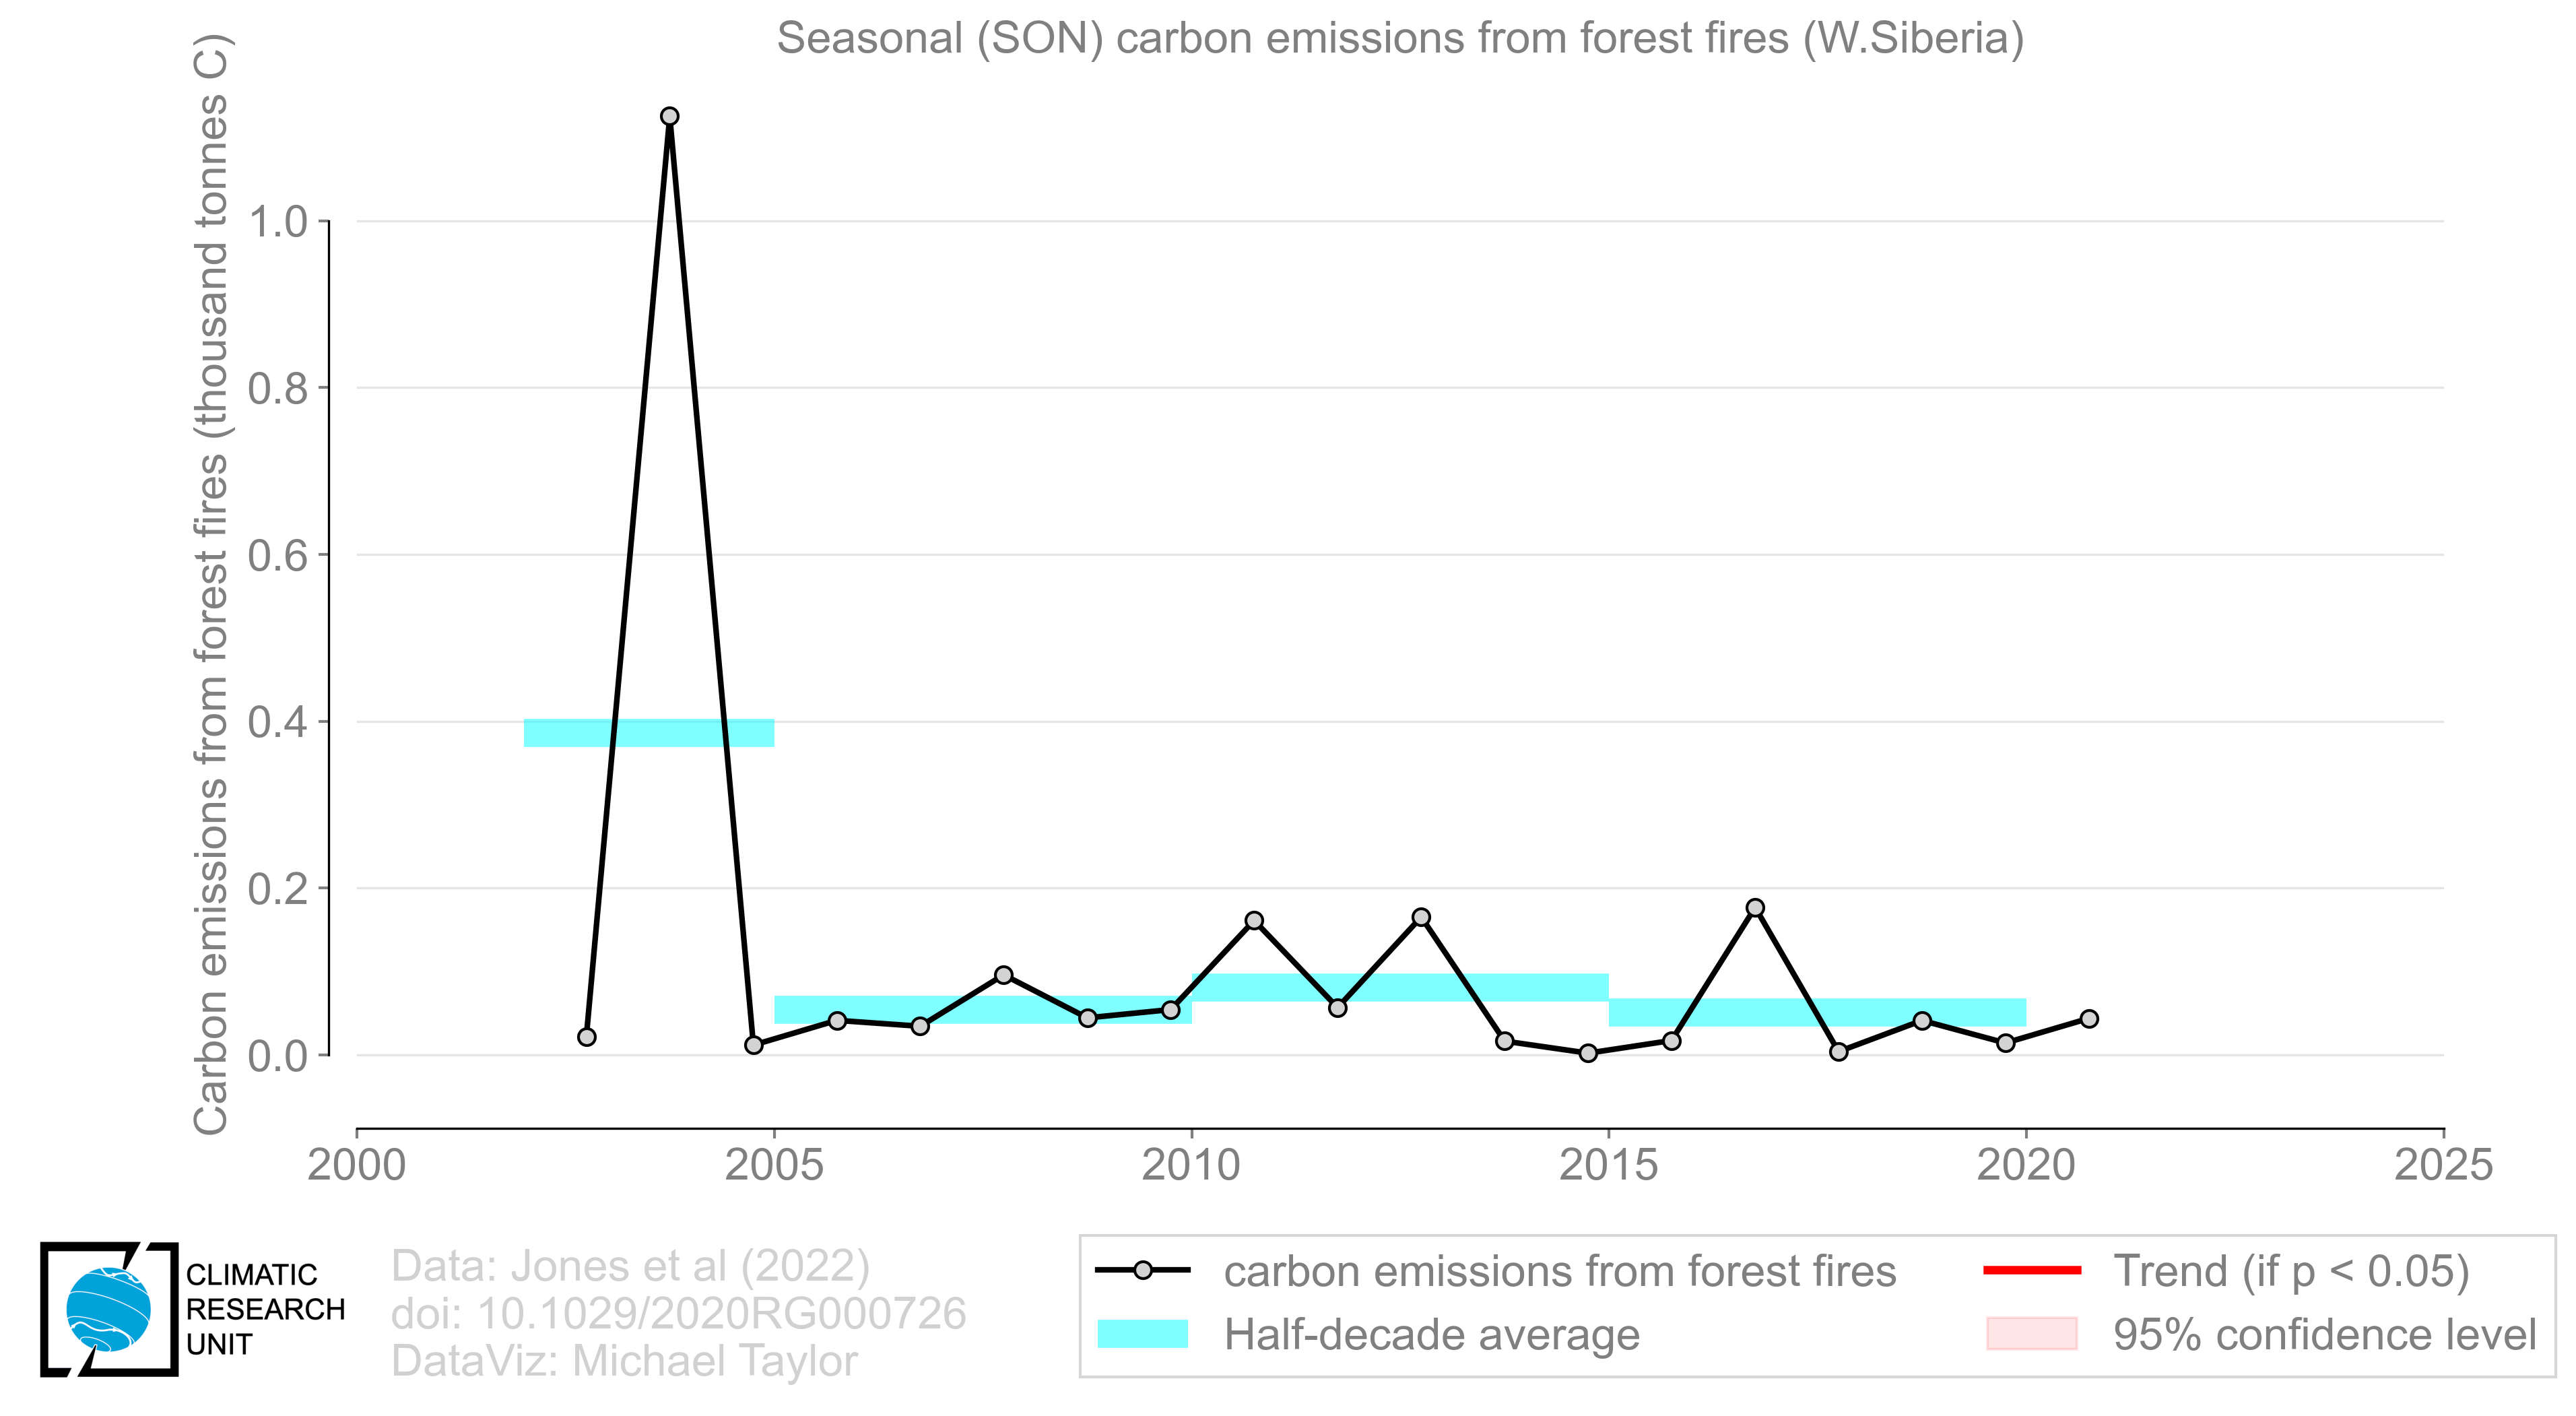 Seasonal (SON) carbon emissions from forest fires (W.Siberia)
Carbon emissions from forest fires (thousand tonnes C)
1.0
0.8
0.6
0.4
0.2
0.0
2000
2005
2010
2015
2020
2025
CLIMATIC
RESEARCH
UNIT
Data: Jones et al (2022)
doi: 10.1029/2020RG000726
DataViz: Michael Taylor
carbon emissions from forest fires
Half-decade average
Trend (if p < 0.05)
95% confidence level